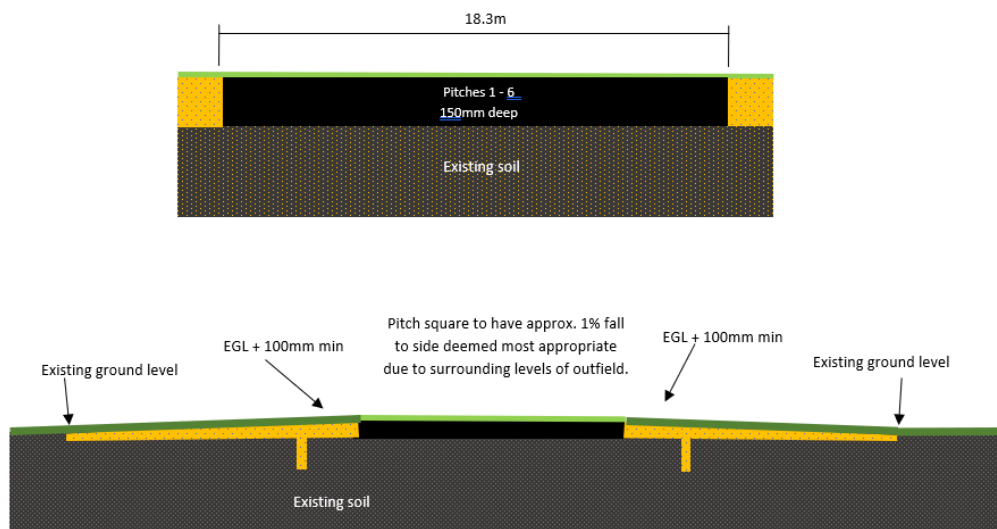 18.3m
Pitches 1 - 6
150mm deep
Existing soil
Pitch square to have approx. 1% fall
to side deemed most appropriate
due to surrounding levels of outfield.
EGL + 100mm min
EGL + 100mm min
Existing ground level
Existing ground level
Existing soil